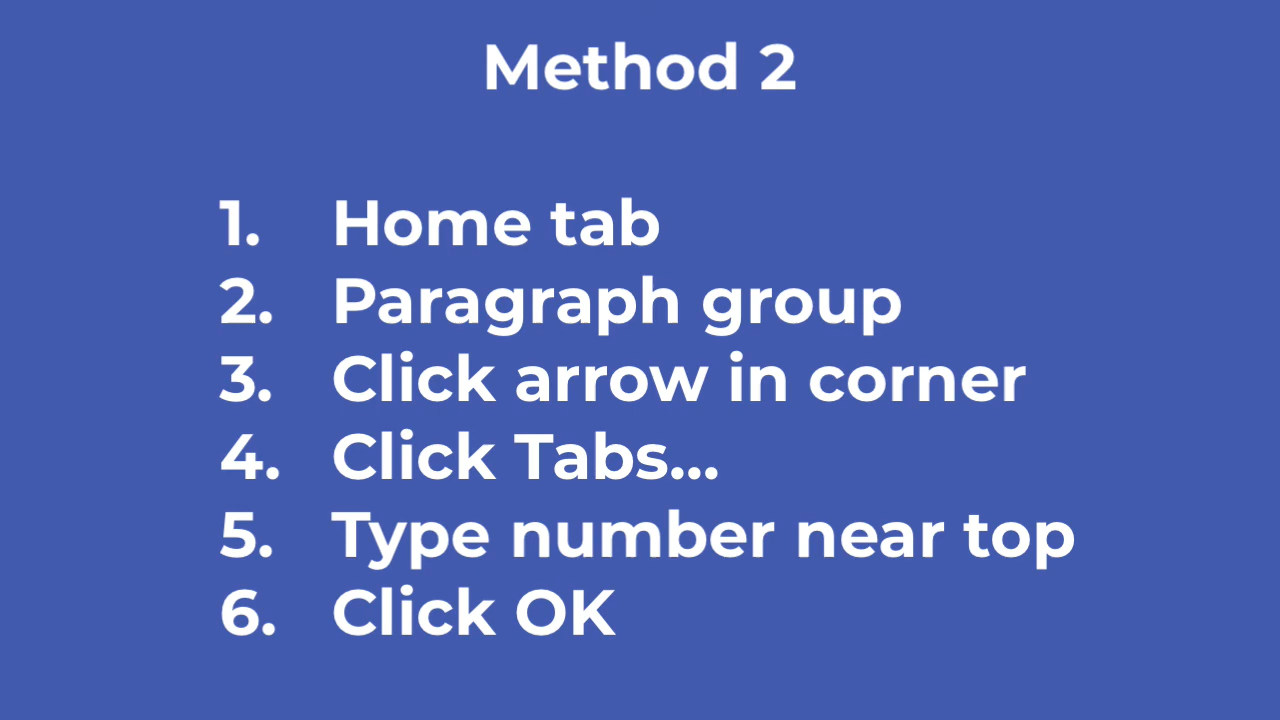 Method 2
1. Home tab
2. Paragraph group
3. Click arrow in corner
4. Click Tabs...
5. Type number near top
6. Click OK